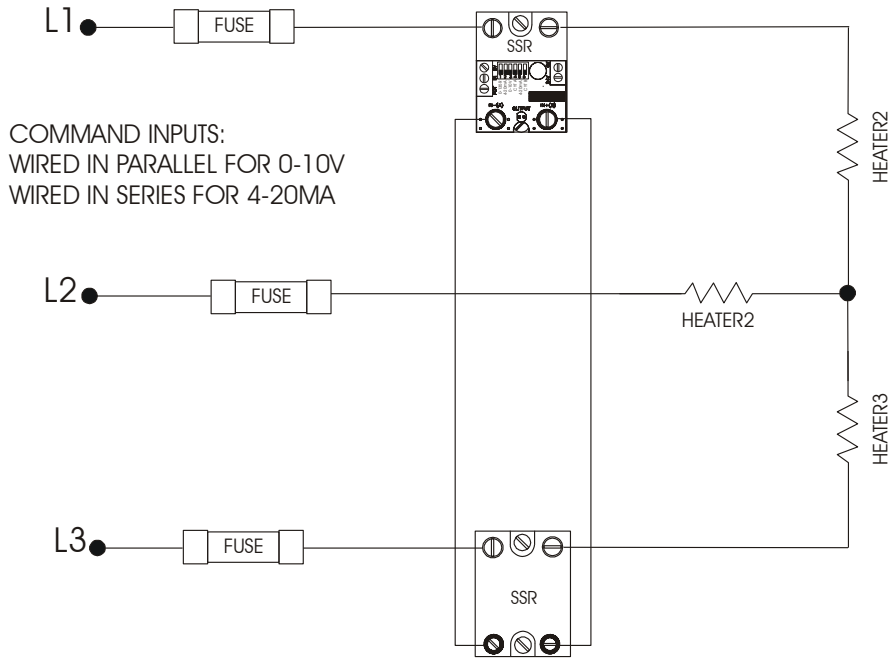 L1
FUSE
SSR
OUTPUT
HEATER2
COMMAND INPUTS:
WIRED IN PARALLEL FOR 0-10V
WIRED IN SERIES FOR 4-20MA
L2
FUSE
HEATER2
HEATER3
L3
FUSE
SSR